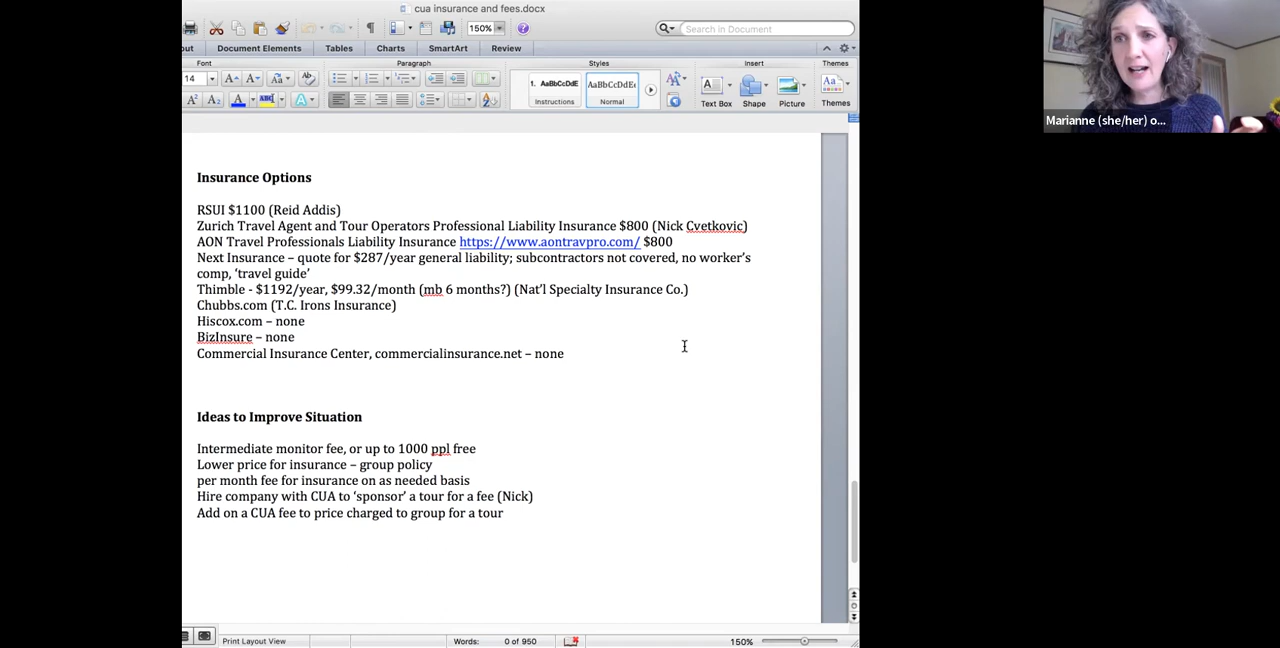 cua insurance and fees.docx
150%
Search in Document
out
Document Elements
Tables
Charts
SmartArt
Review
Font
Paragraph
Styles
Insert
Themes
14
1. AaBbCcDdE
AaBbCcDdE
Instructions
Normal
Text Box
Shape
Picture
Themes
Insurance Options
RSUI $1100 (Reid Addis)
Zurich Travel Agent and Tour Operators Professional Liability Insurance $800 (Nick Cvetkovic)
AON Travel Professionals Liability Insurance https://www.aontravpro.com/ $800
Next Insurance – quote for $287/year general liability; subcontractors not covered, no worker's
comp, 'travel guide'
Thimble - $1192/year, $99.32/month (mb 6 months?) (Nat'l Specialty Insurance Co.)
Chubbs.com (T.C. Irons Insurance)
Hiscox.com – none
BizInsure – none
Commercial Insurance Center, commercialinsurance.net – none
Ideas to Improve Situation
Intermediate monitor fee, or up to 1000 ppl free
Lower price for insurance – group policy
per month fee for insurance on as needed basis
Hire company with CUA to 'sponsor' a tour for a fee (Nick)
Add on a CUA fee to price charged to group for a tour
Print Layout View
Words:
0 of 950
150%
Marianne (she/her) o...